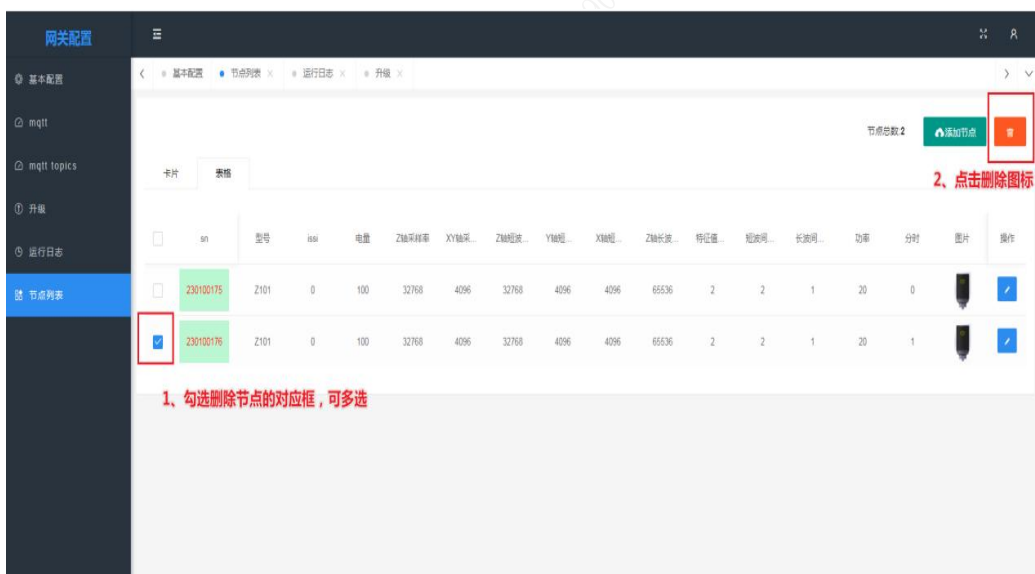 网关配置
基本配置
mqtt
mqtt topics
升级
运行日志
节点列表
基本配置 节点列表 运行日志 升级
节点总数 2 添加节点
2、点击删除图标
卡片 表格
sn 型号 issi 电量 Z轴采样率 XY轴采... Z轴短波... Y轴短... X轴短... Z轴长波... 特征值... 短波间... 长波间... 功率 分时 图片 操作
230100175 Z101 0 100 32768 4096 32768 4096 4096 65536 2 2 1 20 0
230100176 Z101 0 100 32768 4096 32768 4096 4096 65536 2 2 1 20 1
1、勾选删除节点的对应框，可多选